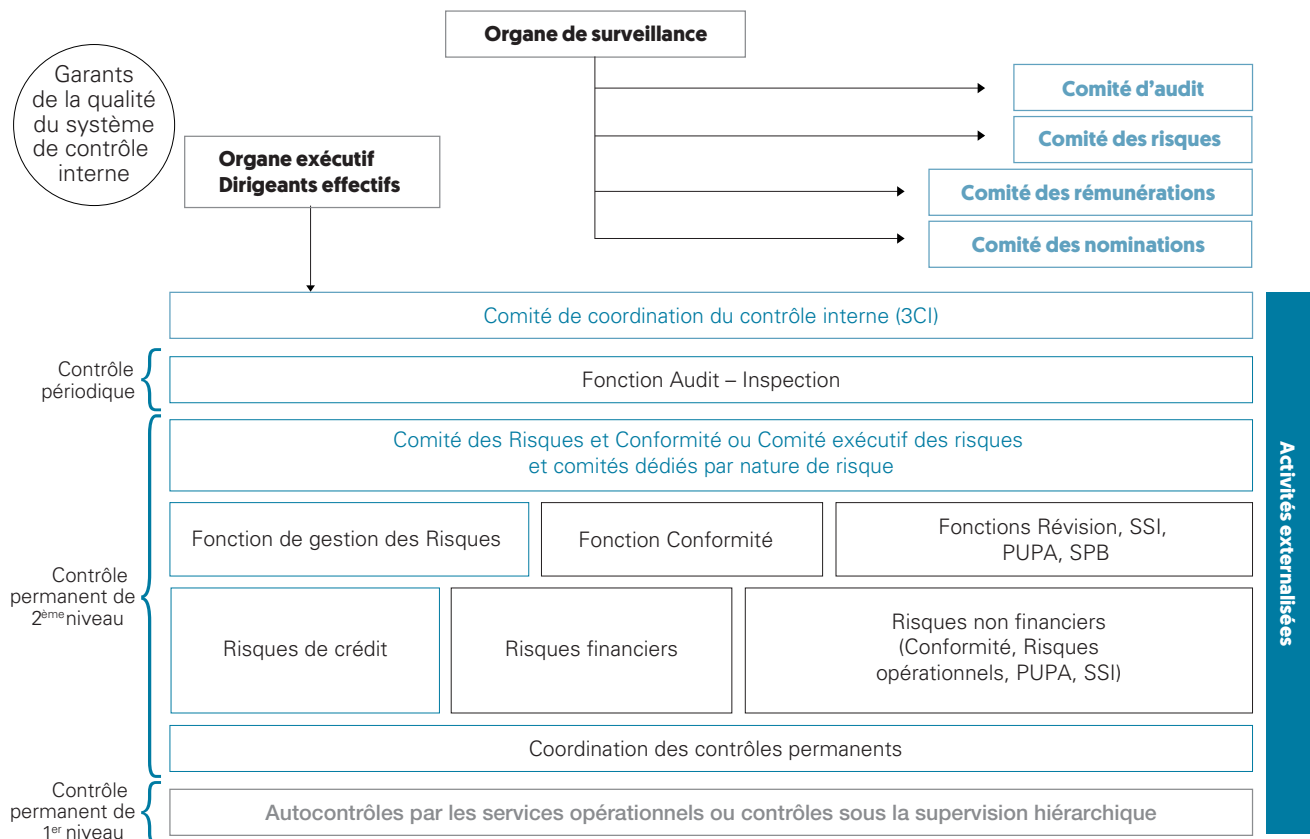 Organe de surveillance
Garants
de la qualité
du système
de contrôle
interne
Organe exécutif
Dirigeants effectifs
Comité d'audit
Comité des risques
Comité des rémunérations
Comité des nominations
Comité de coordination du contrôle interne (3CI)
Contrôle
périodique
Fonction Audit – Inspection
Comité des Risques et Conformité ou Comité exécutif des risques
et comités dédiés par nature de risque
Fonction de gestion des Risques
Fonction Conformité
Fonctions Révision, SSI,
PUPA, SPB
Contrôle
permanent de
2ème niveau
Risques de crédit
Risques financiers
Risques non financiers
(Conformité, Risques
opérationnels, PUPA, SSI)
Coordination des contrôles permanents
Contrôle
permanent de
1er niveau
Autocontrôles par les services opérationnels ou contrôles sous la supervision hiérarchique
Activités externalisées